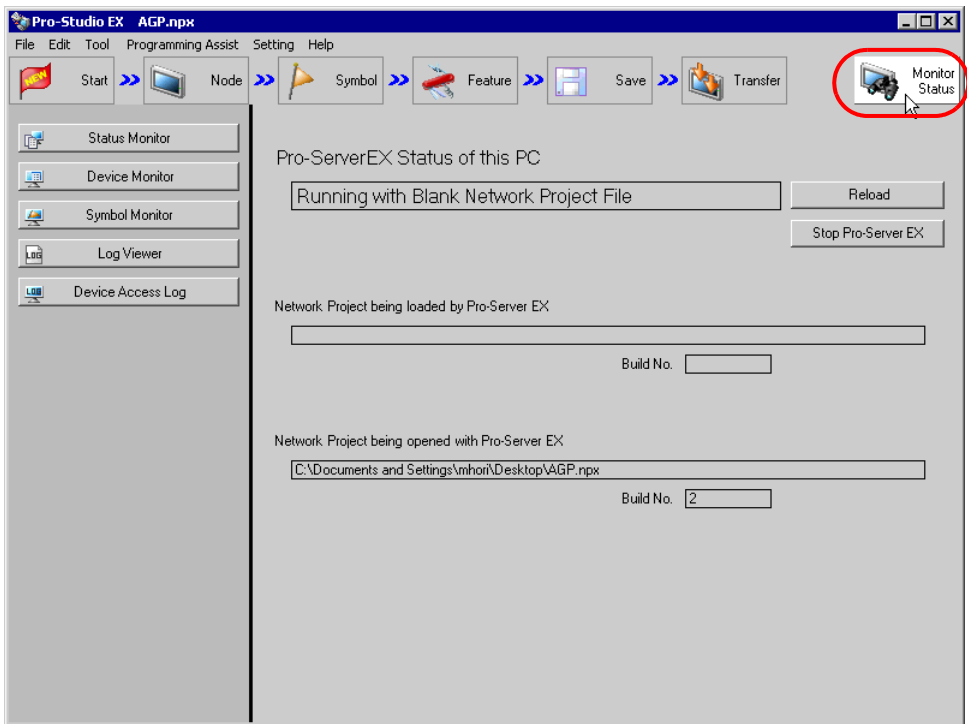 Pro-Studio EX AGP.npx
File Edit Tool Programming Assist Setting Help
NEW Start Node Symbol Feature Save Transfer Monitor Status
Status Monitor
Device Monitor
Symbol Monitor
LOG Log Viewer
LOG Device Access Log
Pro-ServerEX Status of this PC
Running with Blank Network Project File
Reload
Stop Pro-Server EX
Network Project being loaded by Pro-Server EX
Build No.
Network Project being opened with Pro-Server EX
C:\Documents and Settings\mhori\Desktop\AGP.npx
Build No. 2